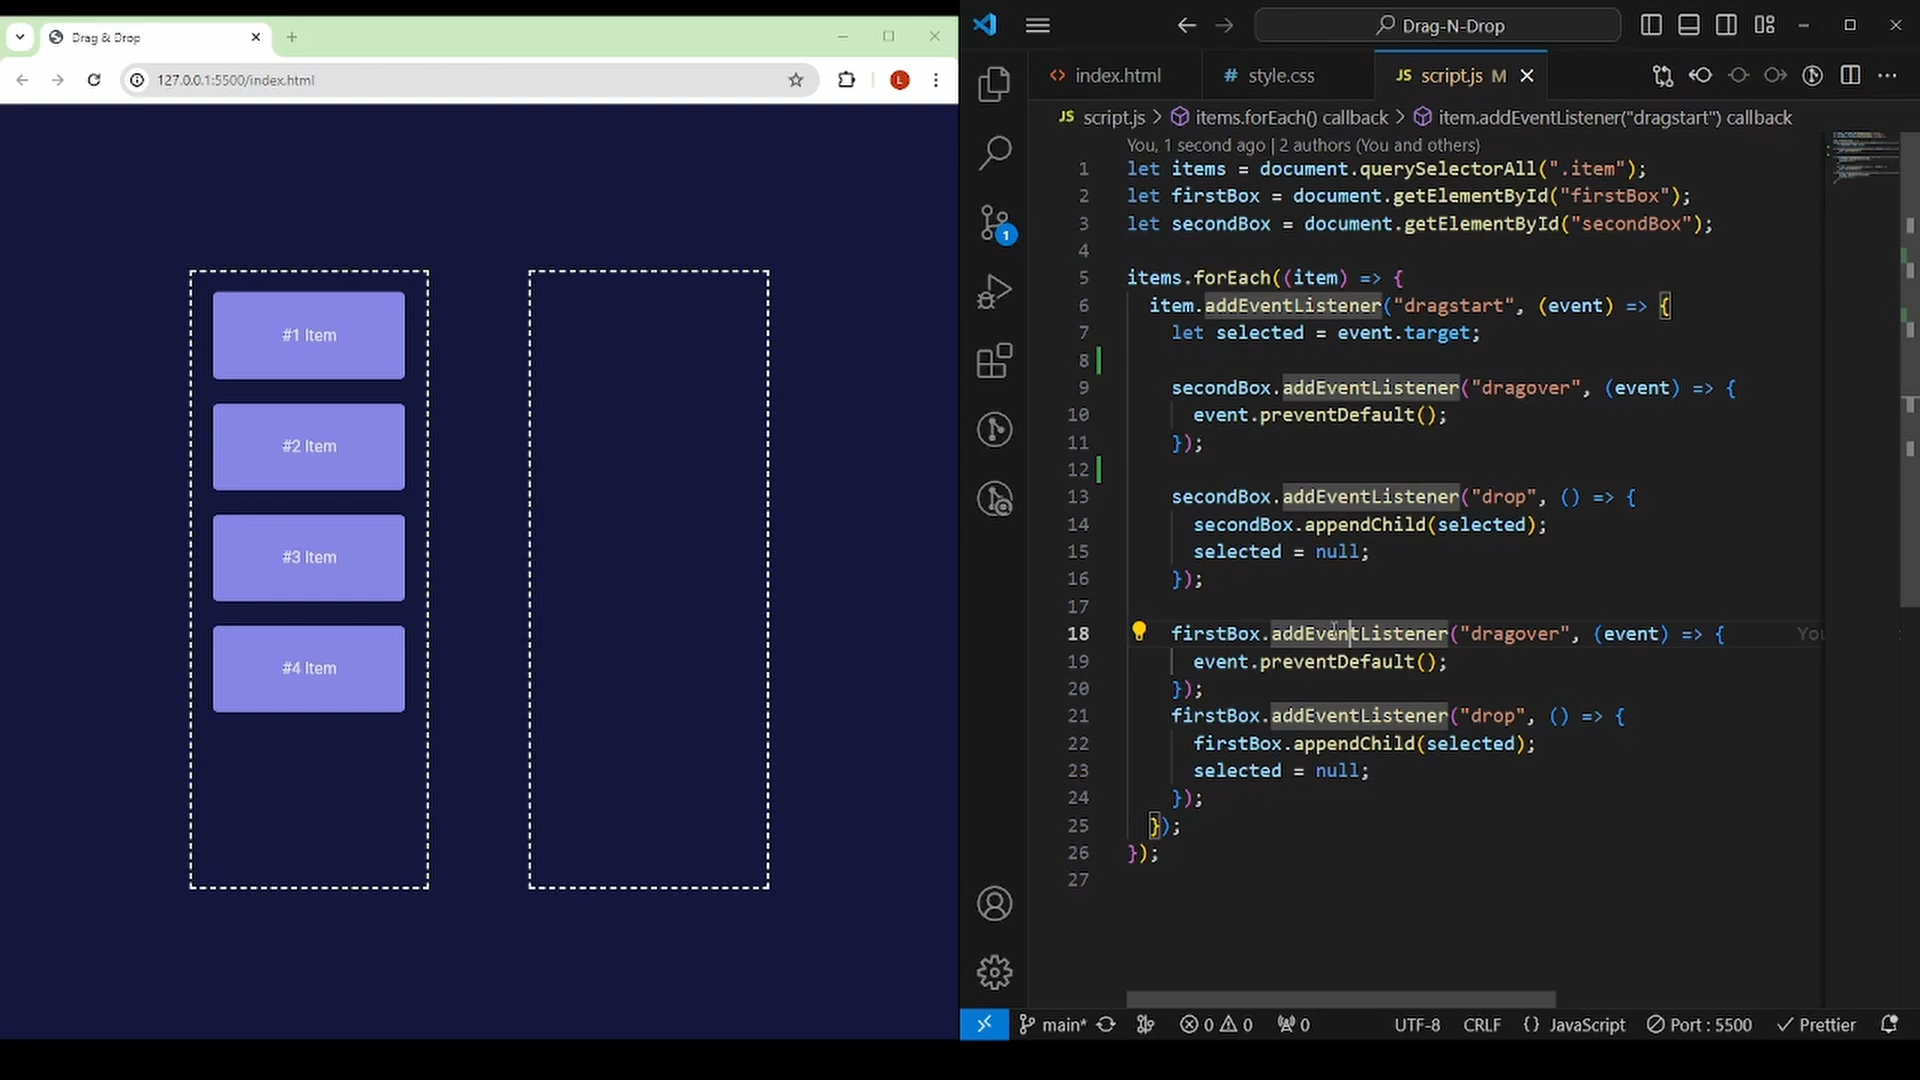 Drag & Drop
127.0.0.1:5500/index.html
L
#1 Item
#2 Item
#3 Item
#4 Item
Drag-N-Drop
index.html
# style.css
JS script.js M
JS script.js > items.forEach() callback > item.addEventListener("dragstart") callback
You, 1 second ago | 2 authors (You and others)
1 let items = document.querySelectorAll(".item");
2 let firstBox = document.getElementById("firstBox");
3 let secondBox = document.getElementById("secondBox");
4
5 items.forEach((item) => {
6 item.addEventListener("dragstart", (event) => {
7 let selected = event.target;
8
9 secondBox.addEventListener("dragover", (event) => {
10 event.preventDefault();
11 });
12
13 secondBox.addEventListener("drop", () => {
14 secondBox.appendChild(selected);
15 selected = null;
16 });
17
18 firstBox.addEventListener("dragover", (event) => { You
19 event.preventDefault();
20 });
21 firstBox.addEventListener("drop", () => {
22 firstBox.appendChild(selected);
23 selected = null;
24 });
25 });
26 });
27
1
main* 0 0 0 UTF-8 CRLF {} JavaScript Port : 5500 Prettier